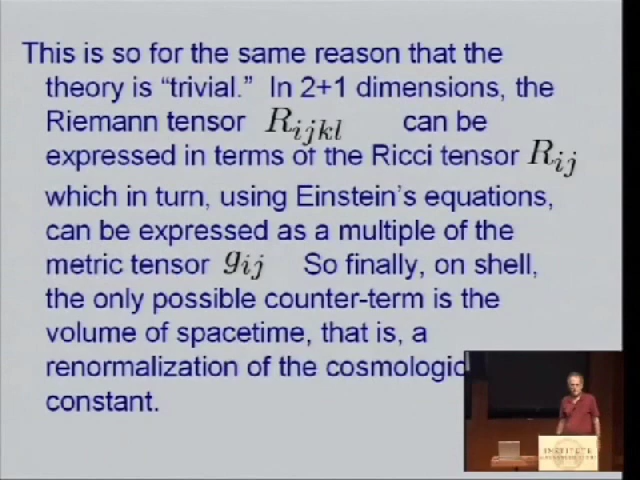 This is so for the same reason that the
theory is “trivial.” In 2+1 dimensions, the
Riemann tensor R_{ijkl} can be
expressed in terms of the Ricci tensor R_{ij}
which in turn, using Einstein’s equations,
can be expressed as a multiple of the
metric tensor g_{ij} So finally, on shell,
the only possible counter-term is the
volume of spacetime, that is, a
renormalization of the cosmologic
constant.
INSTITUTE